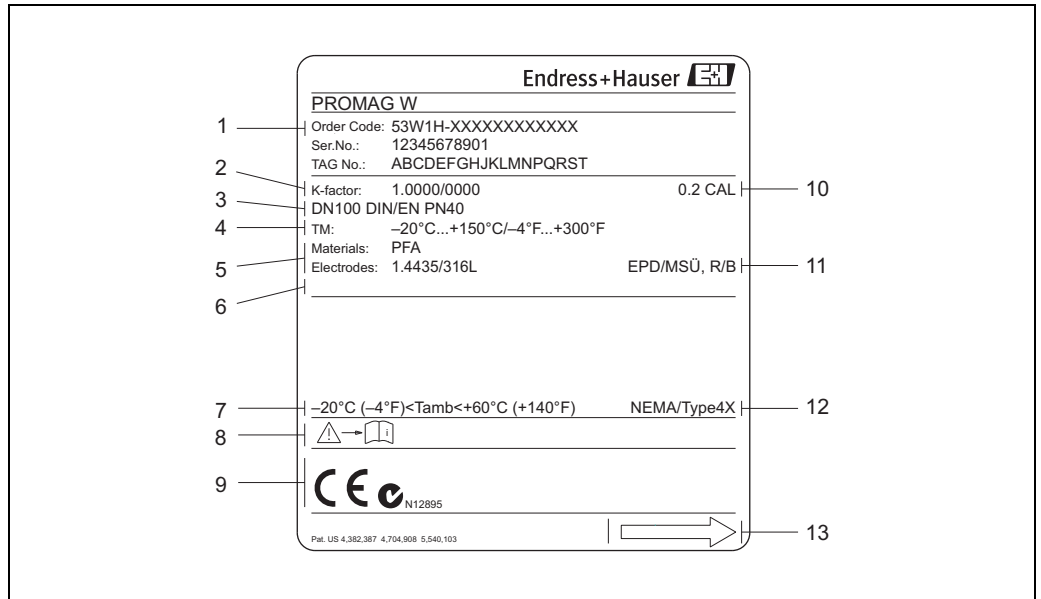 Endress+Hauser
PROMAG W
1
Order Code: 53W1H-XXXXXXXXXXXX
Ser.No.: 12345678901
TAG No.: ABCDEFGHJKLMNPQRST
2
K-factor: 1.0000/0000 0.2 CAL
10
3
DN100 DIN/EN PN40
4
TM: –20°C...+150°C/–4°F...+300°F
5
Materials: PFA
Electrodes: 1.4435/316L EPD/MSÜ, R/B
11
6
7
–20°C (–4°F)<Tamb<+60°C (+140°F) NEMA/Type4X
12
8
i
9
CE N12895
Pat. US 4,382,387 4,704,908 5,540,103
13